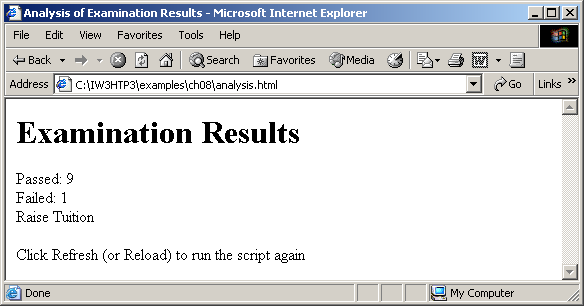 Analysis of Examination Results - Microsoft Internet Explorer
File Edit View Favorites Tools Help
Back Search Favorites Media
Address C:\IW3HTP3\examples\ch08\analysis.html Go Links »
Examination Results
Passed: 9
Failed: 1
Raise Tuition
Click Refresh (or Reload) to run the script again
Done My Computer